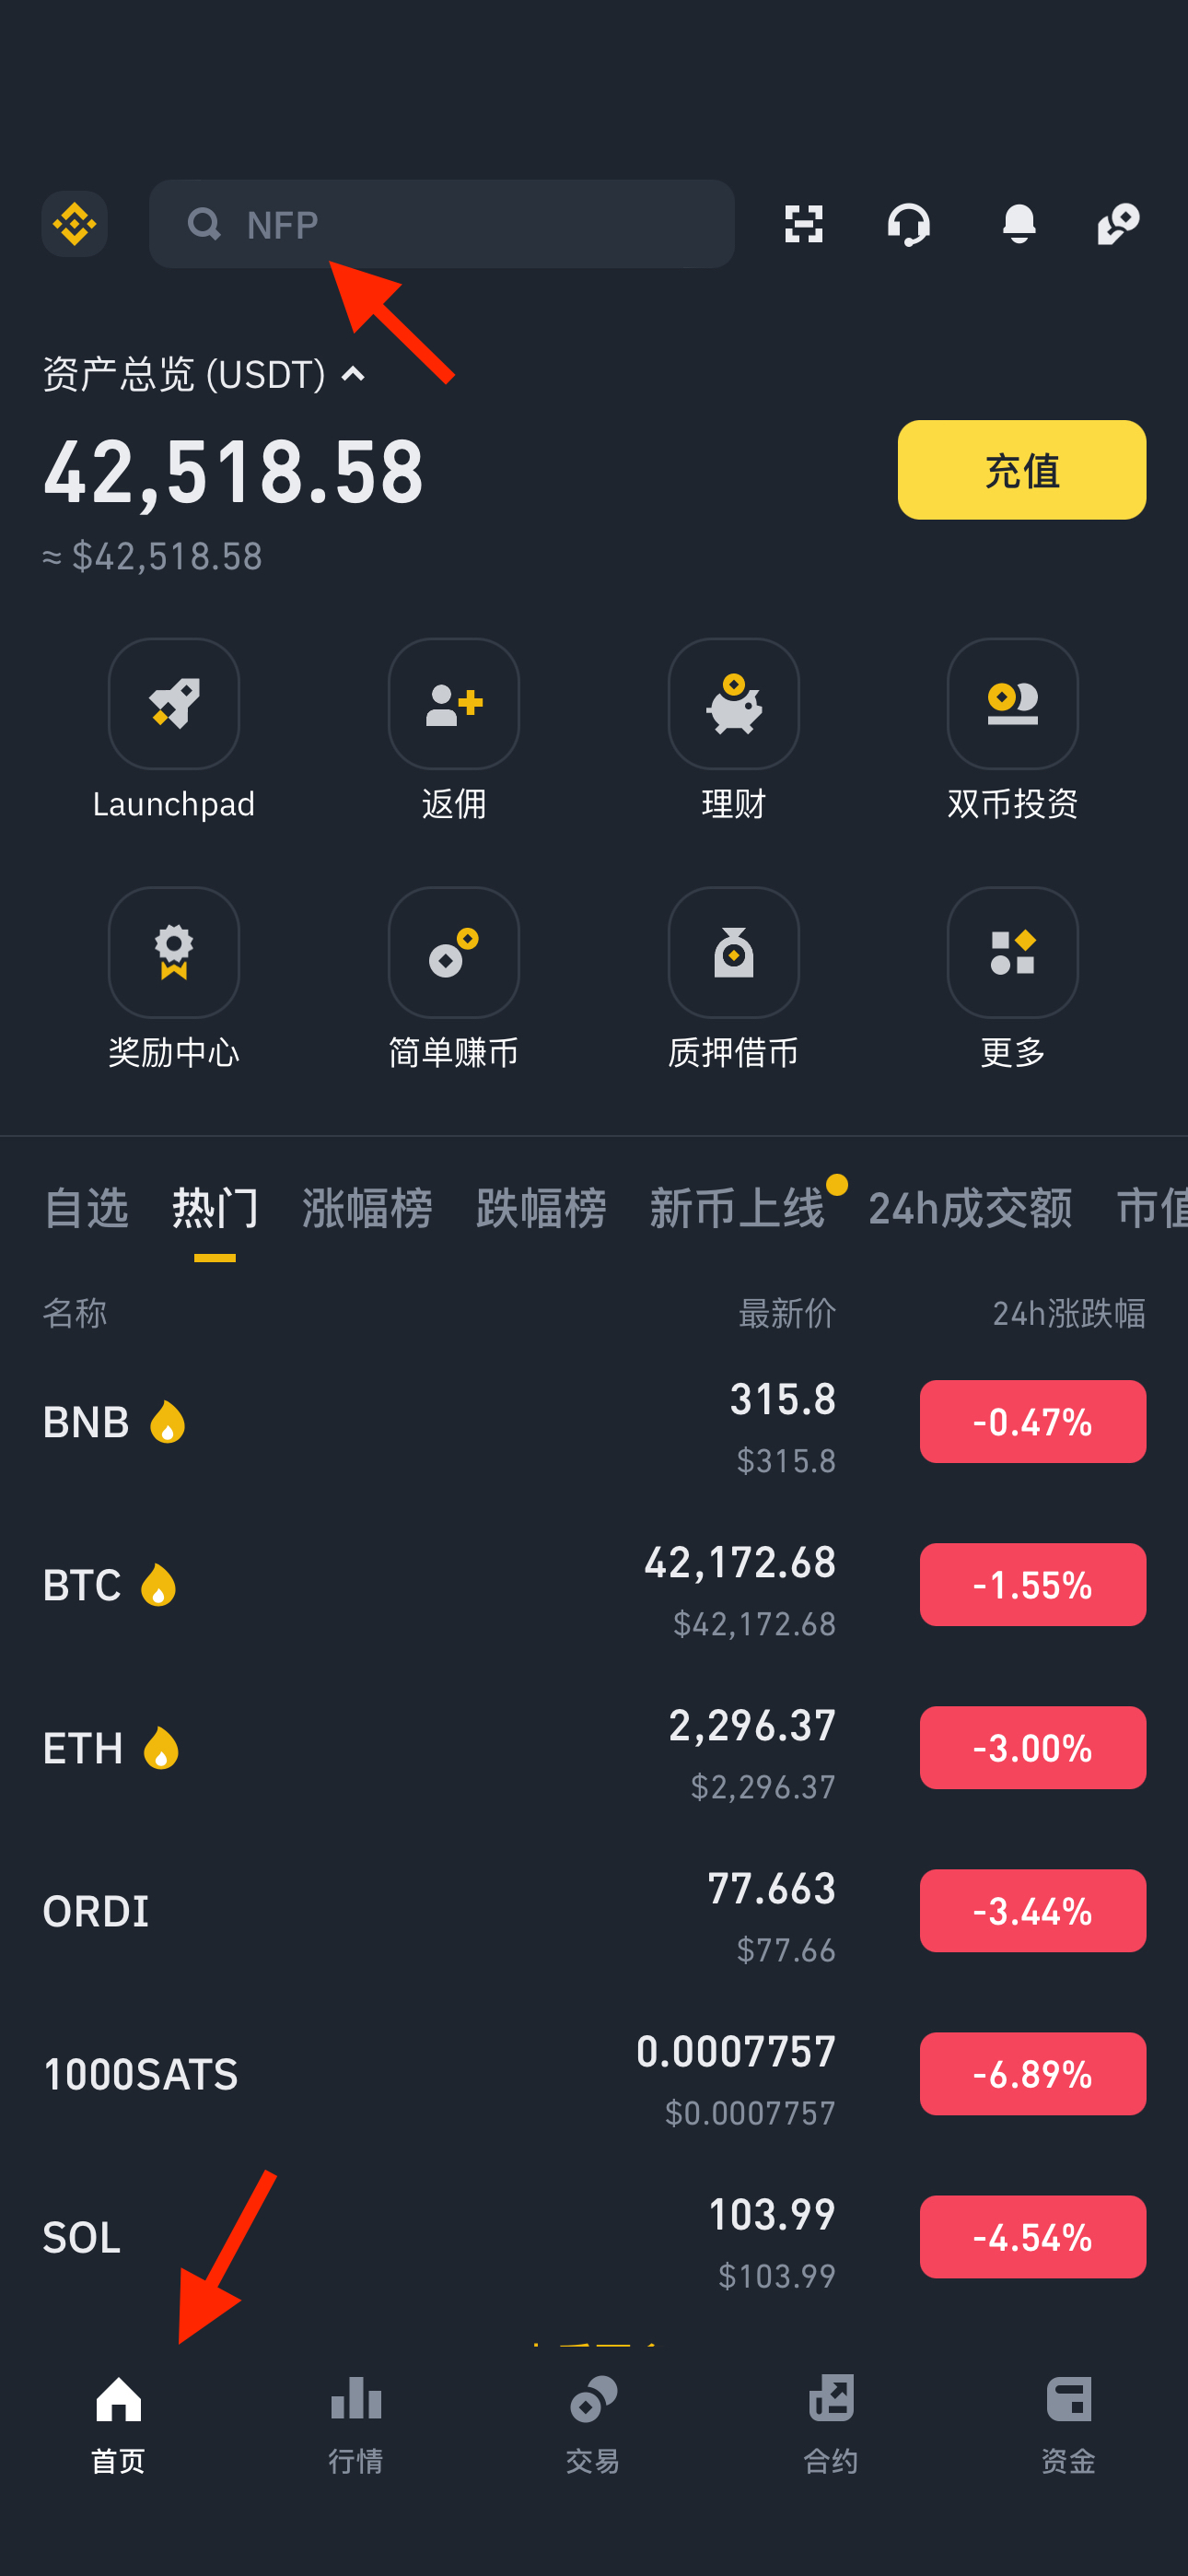 NFP
资产总览 (USDT)
42,518.58
充值
≈ $42,518.58
Launchpad 返佣 理财 双币投资
奖励中心 简单赚币 质押借币 更多
自选 热门 涨幅榜 跌幅榜 新币上线 24h成交额 市值
名称 最新价 24h涨跌幅
BNB 315.8 -0.47%
$315.8
BTC 42,172.68 -1.55%
$42,172.68
ETH 2,296.37 -3.00%
$2,296.37
ORDI 77.663 -3.44%
$77.66
1000SATS 0.0007757 -6.89%
$0.0007757
SOL 103.99 -4.54%
$103.99
首页 行情 交易 合约 资金